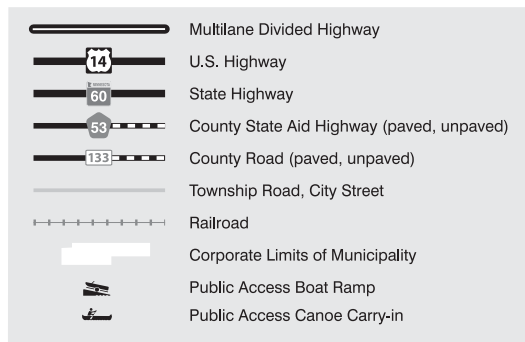 Multilane Divided Highway
14 U.S. Highway
60 State Highway
53 County State Aid Highway (paved, unpaved)
133 County Road (paved, unpaved)
Township Road, City Street
Railroad
Corporate Limits of Municipality
Public Access Boat Ramp
Public Access Canoe Carry-in